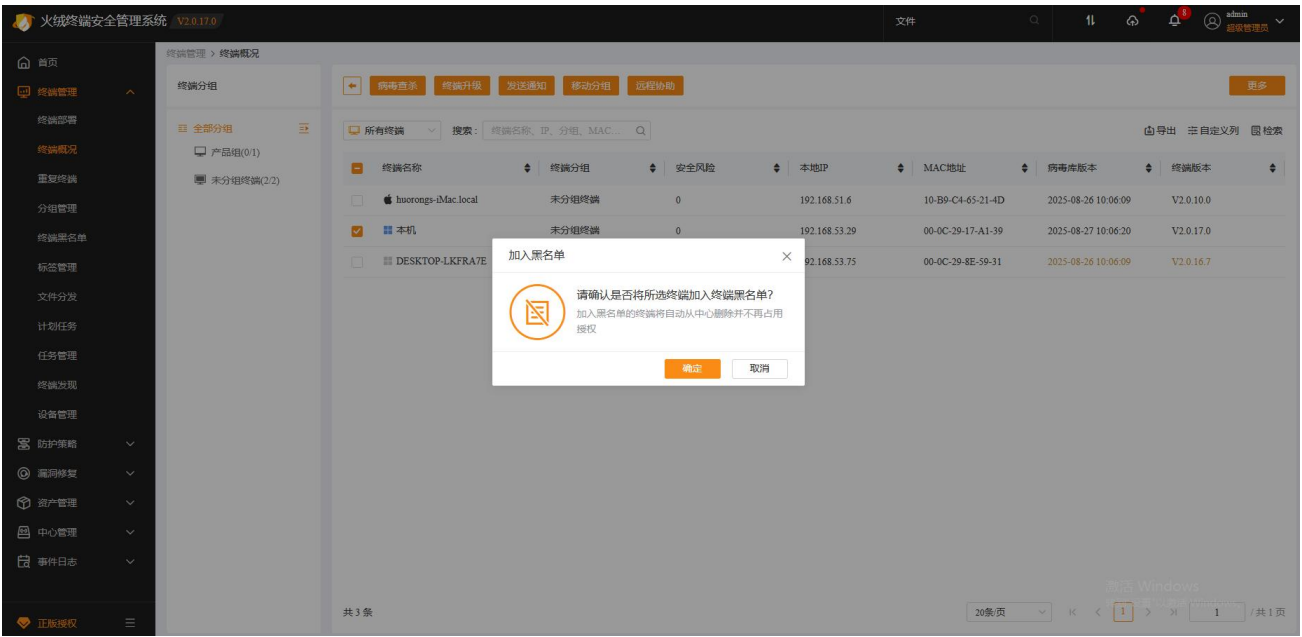 火绒终端安全管理系统 V2.0.17.0
文件
8
admin
超级管理员
首页
终端管理
终端部署
终端概况
重复终端
分组管理
终端黑名单
标签管理
文件分发
计划任务
任务管理
终端发现
设备管理
防护策略
漏洞修复
资产管理
中心管理
事件日志
正版授权
终端管理 > 终端概况
终端分组
全部分组
产品组(0/1)
未分组终端(2/2)
病毒查杀 终端升级 发送通知 移动分组 远程协助 更多
所有终端 搜索: 终端名称、IP、分组、MAC... 导出 自定义列 检索
终端名称 终端分组 安全风险 本地IP MAC地址 病毒库版本 终端版本
huorongs-iMac.local 未分组终端 0 192.168.51.6 10-B9-C4-65-21-4D 2025-08-26 10:06:09 V2.0.10.0
本机 未分组终端 0 192.168.53.29 00-0C-29-17-A1-39 2025-08-27 10:06:20 V2.0.17.0
DESKTOP-LKFRA7E 92.168.53.75 00-0C-29-8E-59-31 2025-08-26 10:06:09 V2.0.16.7
加入黑名单
请确认是否将所选终端加入终端黑名单?
加入黑名单的终端将自动从中心删除并不再占用
授权
确定 取消
激活 Windows
共 3 条 20条/页 1 1 / 共 1 页